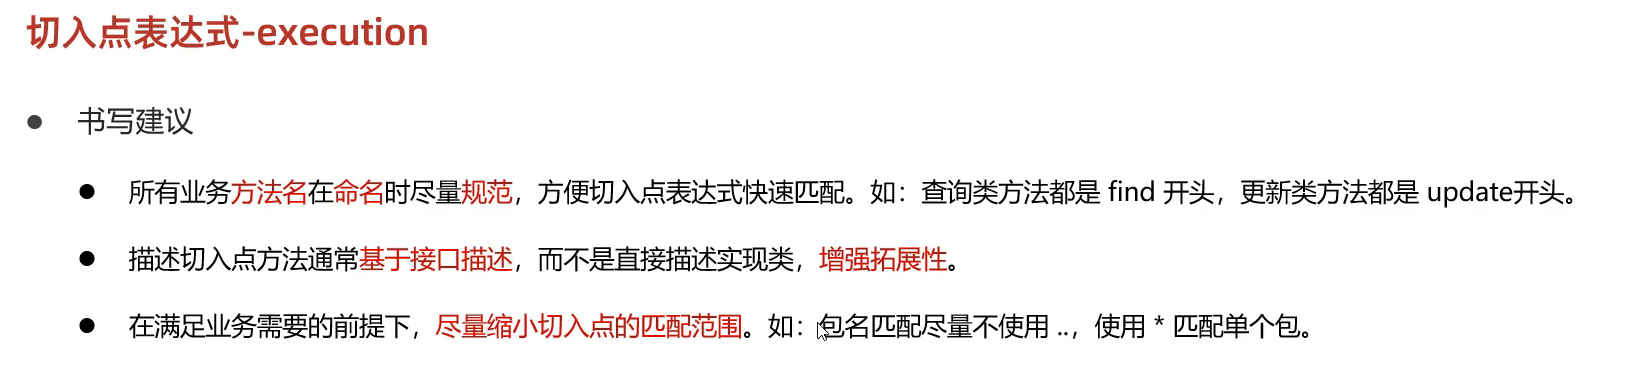 切入点表达式-execution
书写建议
所有业务方法名在命名时尽量规范，方便切入点表达式快速匹配。如：查询类方法都是 find 开头，更新类方法都是 update开头。
描述切入点方法通常基于接口描述，而不是直接描述实现类，增强拓展性。
在满足业务需要的前提下，尽量缩小切入点的匹配范围。如：包名匹配尽量不使用 ..，使用 * 匹配单个包。